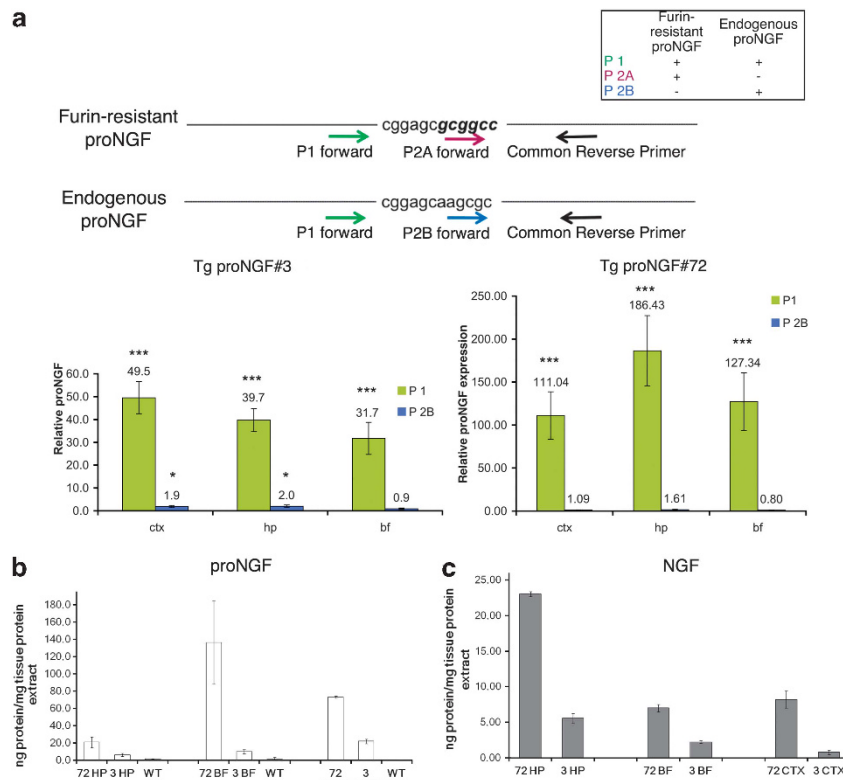 a
Furin-resistant proNGF
Endogenous proNGF
P 1 + +
P 2A + -
P 2B - +
Furin-resistant proNGF
cggagcgcggcc
P1 forward
P2A forward
Common Reverse Primer
Endogenous proNGF
cggagcaagcgc
P1 forward
P2B forward
Common Reverse Primer
Tg proNGF#3
Relative proNGF
60.0
50.0
40.0
30.0
20.0
10.0
0.0
***
49.5
*
1.9
***
39.7
*
2.0
***
31.7
0.9
P 1
P 2B
ctx hp bf
Tg proNGF#72
Relative proNGF expression
250.00
200.00
150.00
100.00
50.00
0.00
***
111.04
1.09
***
186.43
1.61
***
127.34
0.80
P1
P 2B
ctx hp bf
b
proNGF
ng protein/mg tissue protein extract
180.0
160.0
140.0
120.0
100.0
80.0
60.0
40.0
20.0
0.0
72 HP 3 HP WT 72 BF 3 BF WT 72 3 WT
c
NGF
ng protein/mg tissue protein extract
25.00
20.00
15.00
10.00
5.00
0.00
72 HP 3 HP 72 BF 3 BF 72 CTX 3 CTX